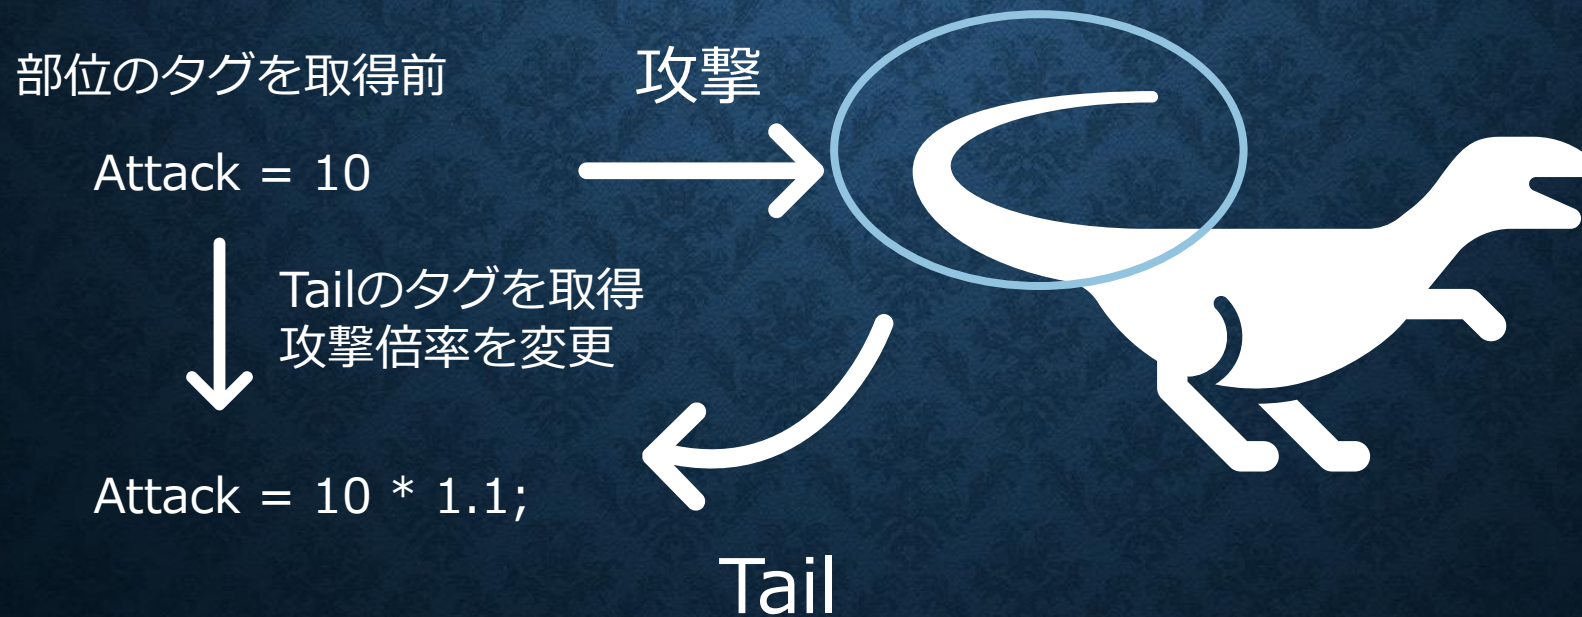 部位のタグを取得前
攻撃
Attack = 10
Tailのタグを取得
攻撃倍率を変更
Attack = 10 * 1.1;
Tail